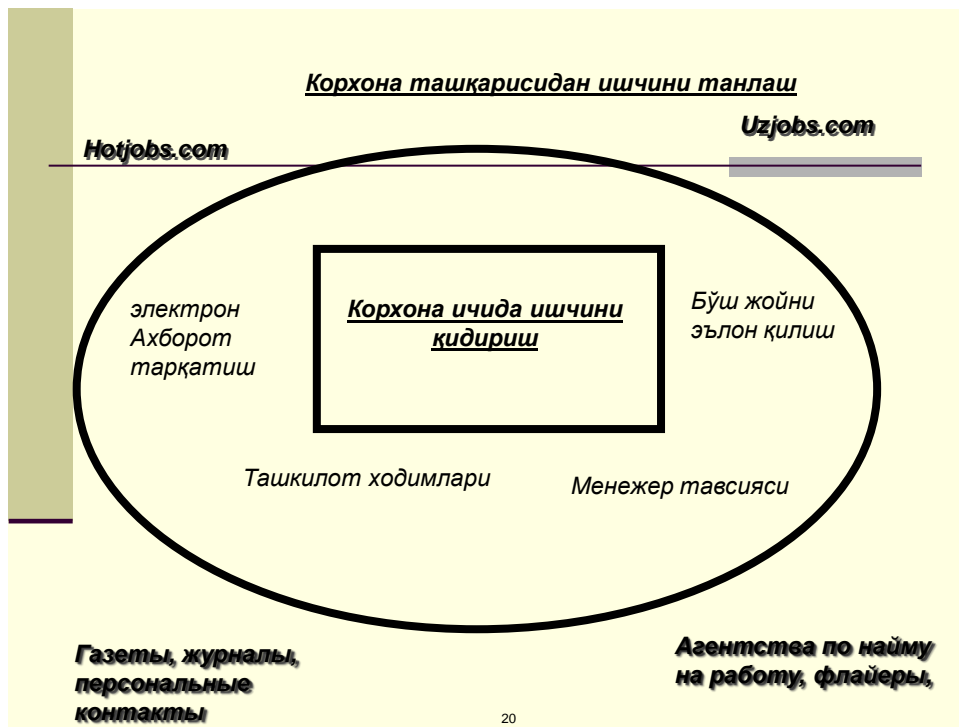 Корхона ташқарисидан ишчини танлаш
Uzjobs.com
Hotjobs.com
электрон
Ахборот
тарқатиш
Корхона ичида ишчини
қидириш
Бўш жойни
эълон қилиш
Ташкилот ходимлари
Менежер тавсияси
Газеты, журналы,
персональные
контакты
Агентства по найму
на работу, флайеры,
20